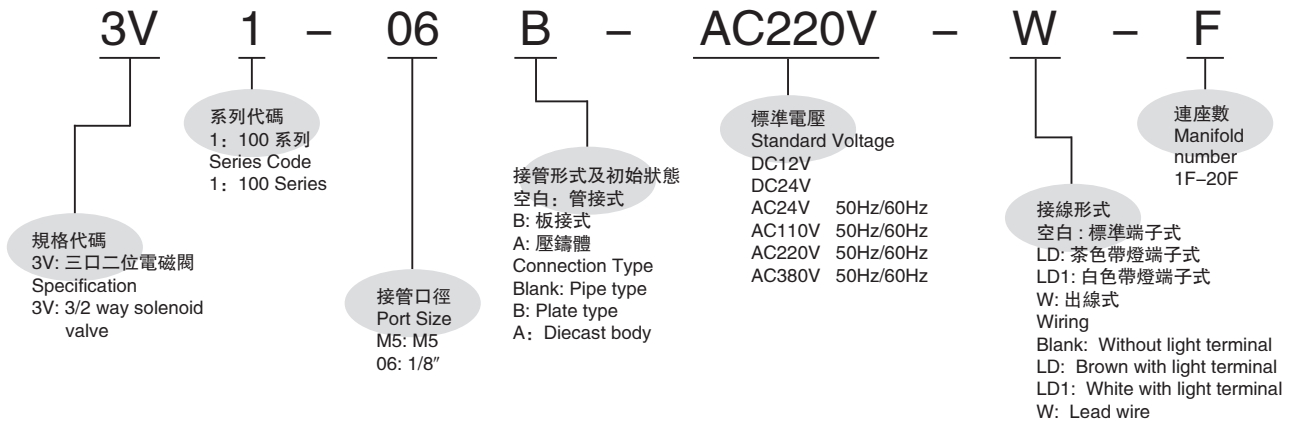 3V 1 – 06 B – AC220V – W – F
規格代碼
3V: 三口二位電磁閥
Specification
3V: 3/2 way solenoid
valve
系列代碼
1：100 系列
Series Code
1：100 Series
接管口徑
Port Size
M5: M5
06: 1/8″
接管形式及初始狀態
空白：管接式
B: 板接式
A: 壓鑄體
Connection Type
Blank: Pipe type
B: Plate type
A：Diecast body
標準電壓
Standard Voltage
DC12V
DC24V
AC24V 50Hz/60Hz
AC110V 50Hz/60Hz
AC220V 50Hz/60Hz
AC380V 50Hz/60Hz
接線形式
空白 : 標準端子式
LD: 茶色帶燈端子式
LD1: 白色帶燈端子式
W: 出線式
Wiring
Blank: Without light terminal
LD: Brown with light terminal
LD1: White with light terminal
W: Lead wire
連座數
Manifold
number
1F–20F